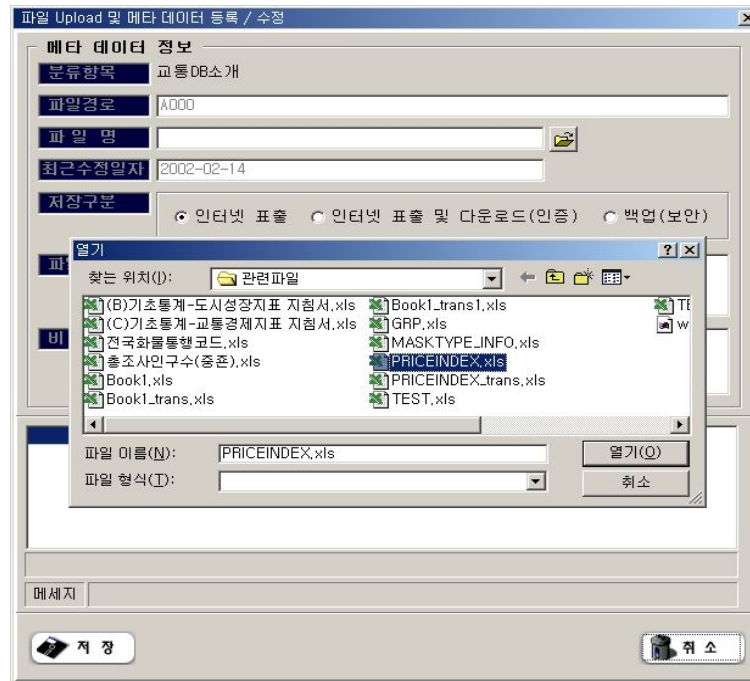 파일 Upload 및 메타 데이터 등록 / 수정
메타 데이터 정보
분류항목 교통DB소개
파일경로 A000
파 일 명
최근수정일자 2002-02-14
저장구분 인터넷 표출 인터넷 표출 및 다운로드(인증) 백업(보안)
열기
찾는 위치(I): 관련파일
(B)기초통계-도시성장지표 지침서.xls Book1_trans1.xls
(C)기초통계-교통경제지표 지침서.xls GRP.xls
전국화물통행코드.xls MASKTYPE_INFO.xls
총조사인구수(중죤).xls PRICEINDEX.xls
Book1.xls PRICEINDEX_trans.xls
Book1_trans.xls TEST.xls
비
파일 이름(N): PRICEINDEX.xls 열기(O)
파일 형식(T): 취소
메세지
저 장 취 소